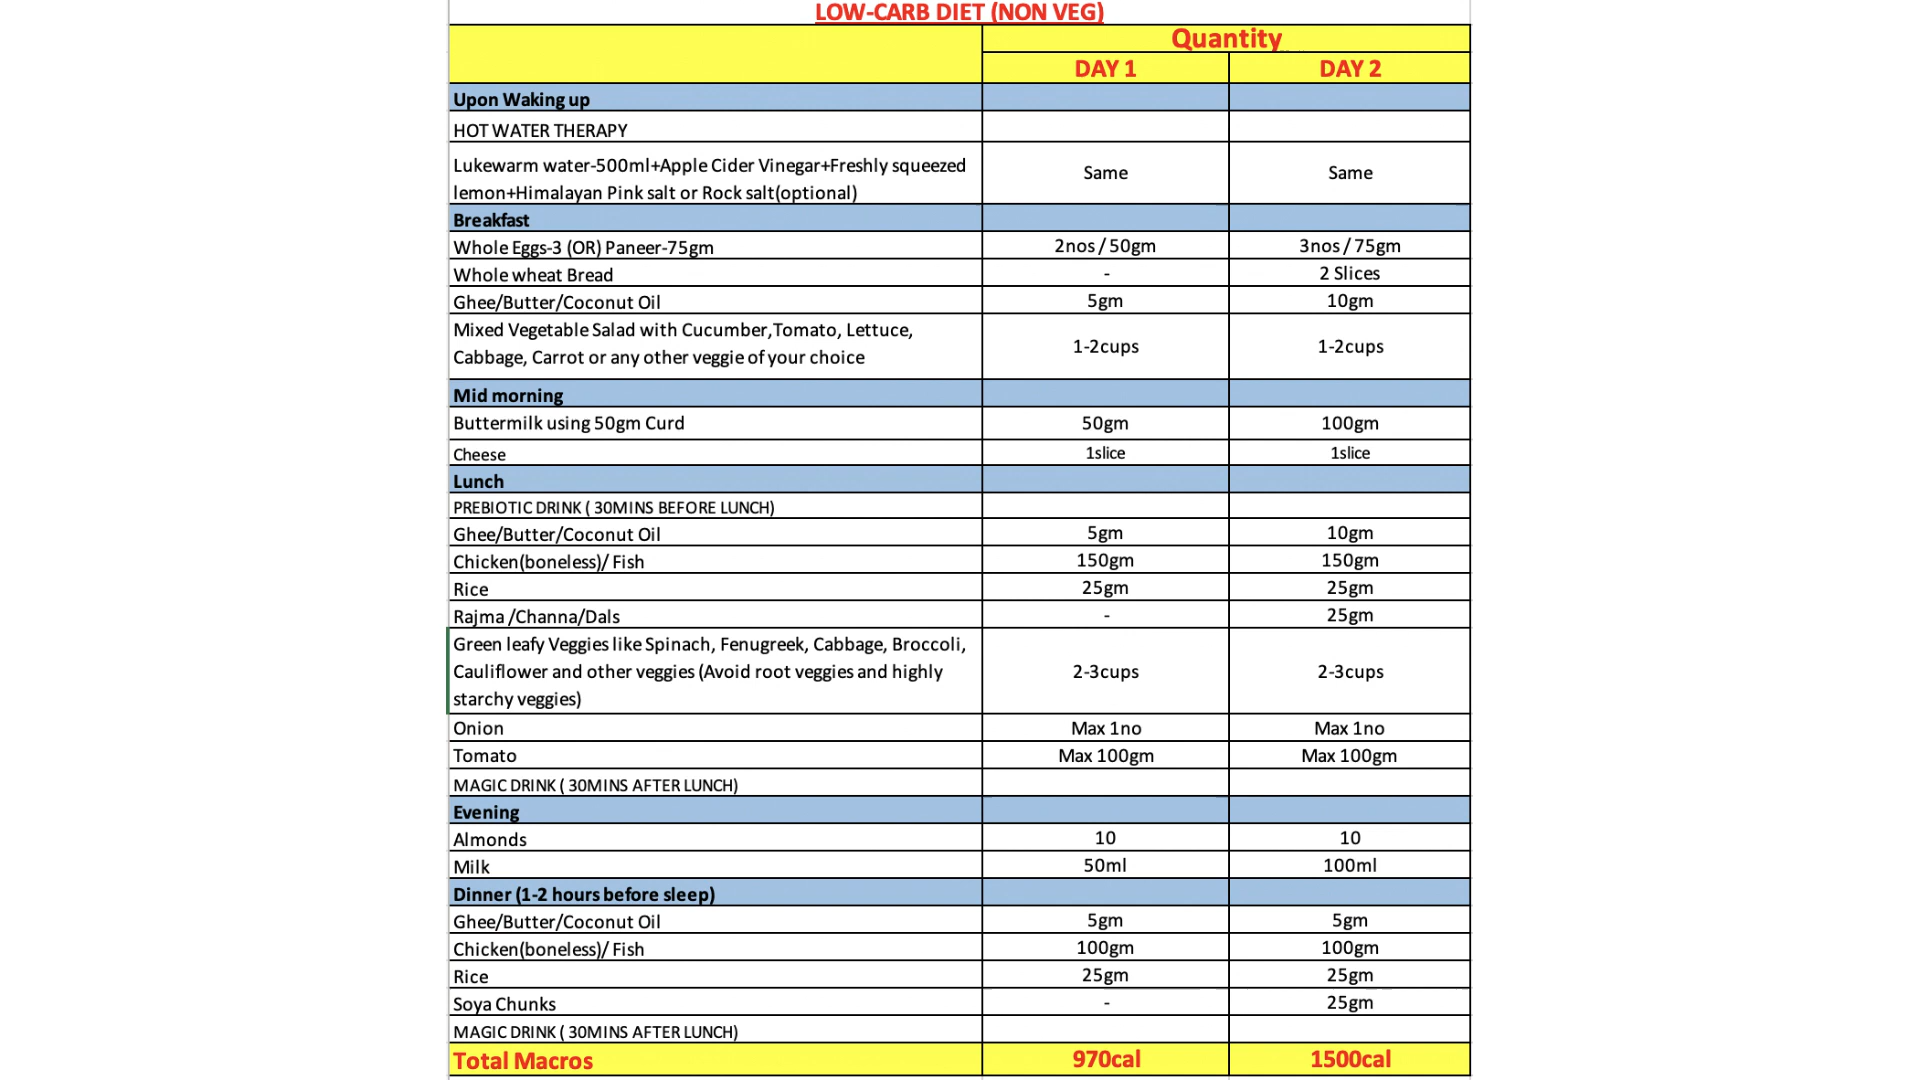 LOW-CARB DIET (NON VEG)
Quantity
DAY 1 DAY 2
Upon Waking up
HOT WATER THERAPY
Lukewarm water-500ml+Apple Cider Vinegar+Freshly squeezed
lemon+Himalayan Pink salt or Rock salt(optional) Same Same
Breakfast
Whole Eggs-3 (OR) Paneer-75gm 2nos / 50gm 3nos / 75gm
Whole wheat Bread - 2 Slices
Ghee/Butter/Coconut Oil 5gm 10gm
Mixed Vegetable Salad with Cucumber,Tomato, Lettuce,
Cabbage, Carrot or any other veggie of your choice 1-2cups 1-2cups
Mid morning
Buttermilk using 50gm Curd 50gm 100gm
Cheese 1slice 1slice
Lunch
PREBIOTIC DRINK ( 30MINS BEFORE LUNCH)
Ghee/Butter/Coconut Oil 5gm 10gm
Chicken(boneless)/ Fish 150gm 150gm
Rice 25gm 25gm
Rajma /Channa/Dals - 25gm
Green leafy Veggies like Spinach, Fenugreek, Cabbage, Broccoli,
Cauliflower and other veggies (Avoid root veggies and highly 2-3cups 2-3cups
starchy veggies)
Onion Max 1no Max 1no
Tomato Max 100gm Max 100gm
MAGIC DRINK ( 30MINS AFTER LUNCH)
Evening
Almonds 10 10
Milk 50ml 100ml
Dinner (1-2 hours before sleep)
Ghee/Butter/Coconut Oil 5gm 5gm
Chicken(boneless)/ Fish 100gm 100gm
Rice 25gm 25gm
Soya Chunks - 25gm
MAGIC DRINK ( 30MINS AFTER LUNCH)
Total Macros 970cal 1500cal